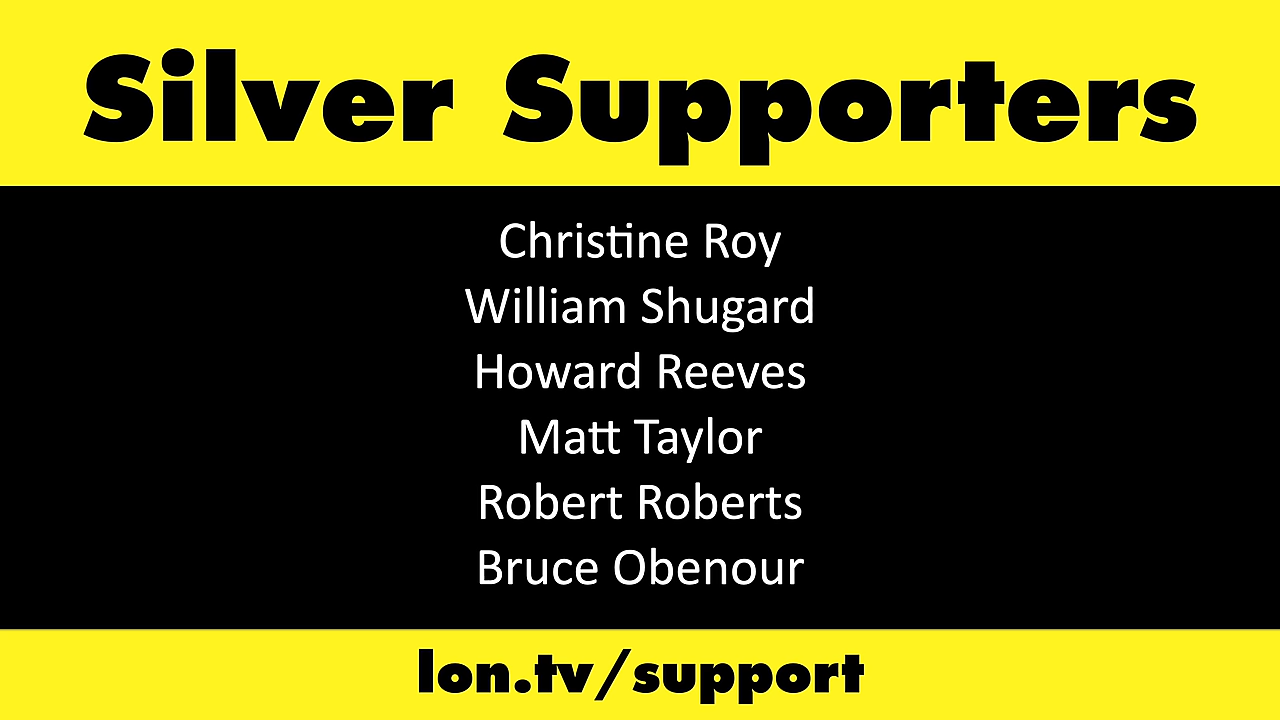 Silver Supporters
Christine Roy
William Shugard
Howard Reeves
Matt Taylor
Robert Roberts
Bruce Obenour
lon.tv/support